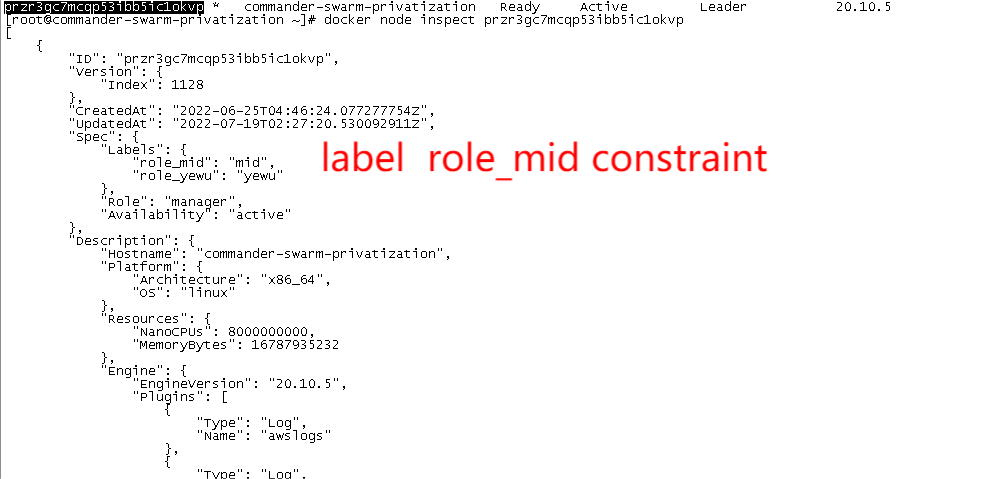 przr3gc7mcqp53ibb5ic1okvp *   commander-swarm-privatization   Ready     Active         Leader           20.10.5
[root@commander-swarm-privatization ~]# docker node inspect przr3gc7mcqp53ibb5ic1okvp
[
    {
        "ID": "przr3gc7mcqp53ibb5ic1okvp",
        "Version": {
            "Index": 1128
        },
        "CreatedAt": "2022-06-25T04:46:24.077277754Z",
        "UpdatedAt": "2022-07-19T02:27:20.530092911Z",
        "Spec": {
            "Labels": {
                "role_mid": "mid",
                "role_yewu": "yewu"
label  role_mid constraint
            },
            "Role": "manager",
            "Availability": "active"
        },
        "Description": {
            "Hostname": "commander-swarm-privatization",
            "Platform": {
                "Architecture": "x86_64",
                "OS": "linux"
            },
            "Resources": {
                "NanoCPUs": 8000000000,
                "MemoryBytes": 16787935232
            },
            "Engine": {
                "EngineVersion": "20.10.5",
                "Plugins": [
                    {
                        "Type": "Log",
                        "Name": "awslogs"
                    },
                    {
                        "Type": "Log",